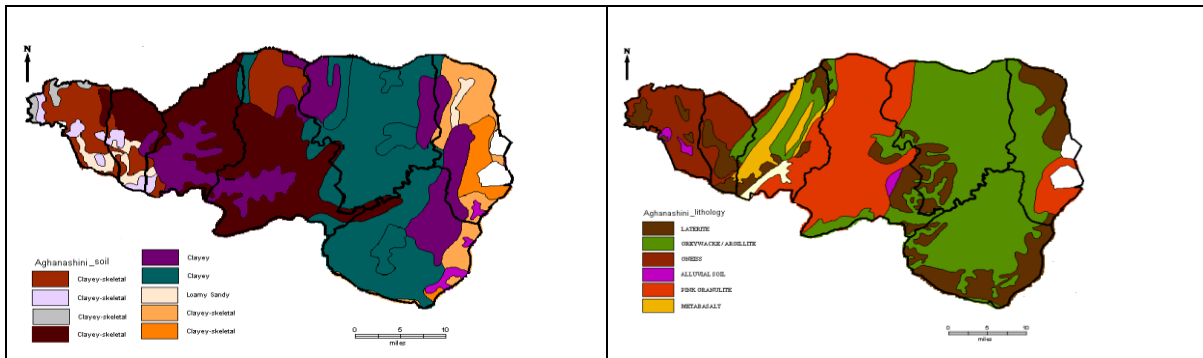 N
Aghanashini_soil
Clayey-skeletal
Clayey-skeletal
Clayey-skeletal
Clayey-skeletal
Clayey
Clayey
Loamy Sandy
Clayey-skeletal
Clayey-skeletal
0 5 10
miles
N
Aghanashini_lithology
LATERITE
GREYWACKE / ARGILLITE
GNEISS
ALLUVIAL SOIL
PINK GRANULITE
METABASALT
0 5 10
miles